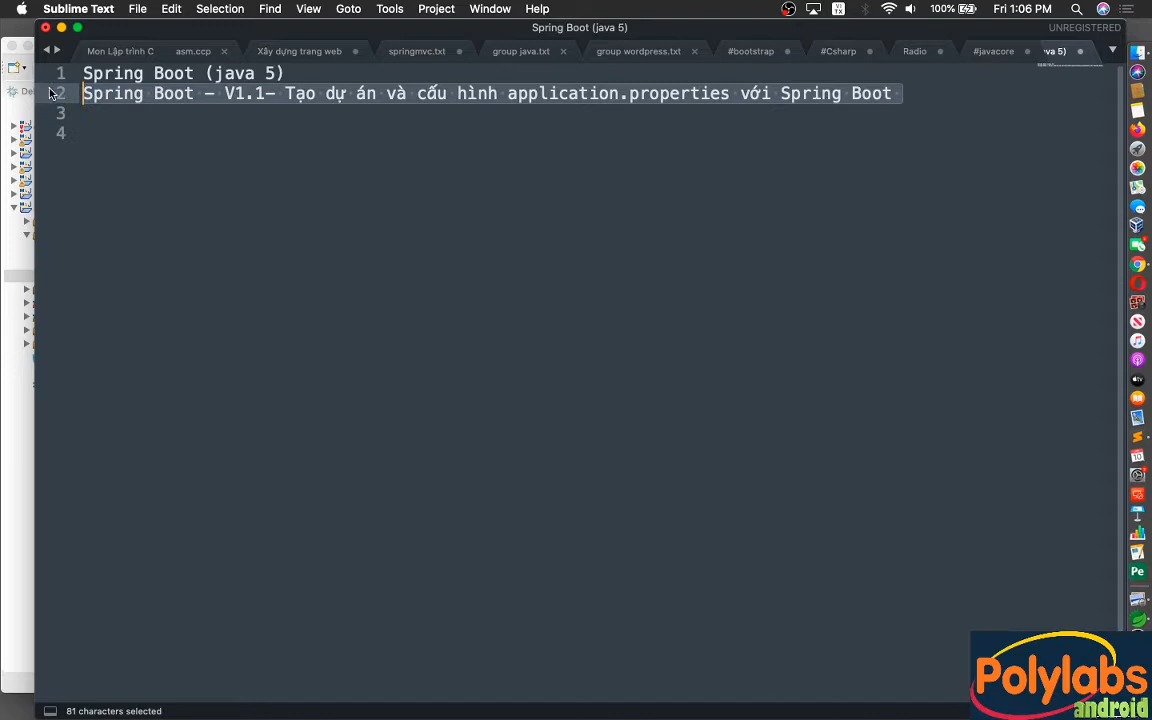 Sublime Text File Edit Selection Find View Goto Tools Project Window Help 100% Fri 1:06 PM
Spring Boot (java 5) UNREGISTERED
Mon Lập trình C asm.ccp Xây dựng trang web springmvc.txt group java.txt group wordpress.txt #bootstrap #Csharp Radio #javacore iva 5)
1 Spring Boot (java 5)
2 Spring Boot - V1.1- Tạo dự án và cấu hình application.properties với Spring Boot
3
4
81 characters selected
Polylabs
android